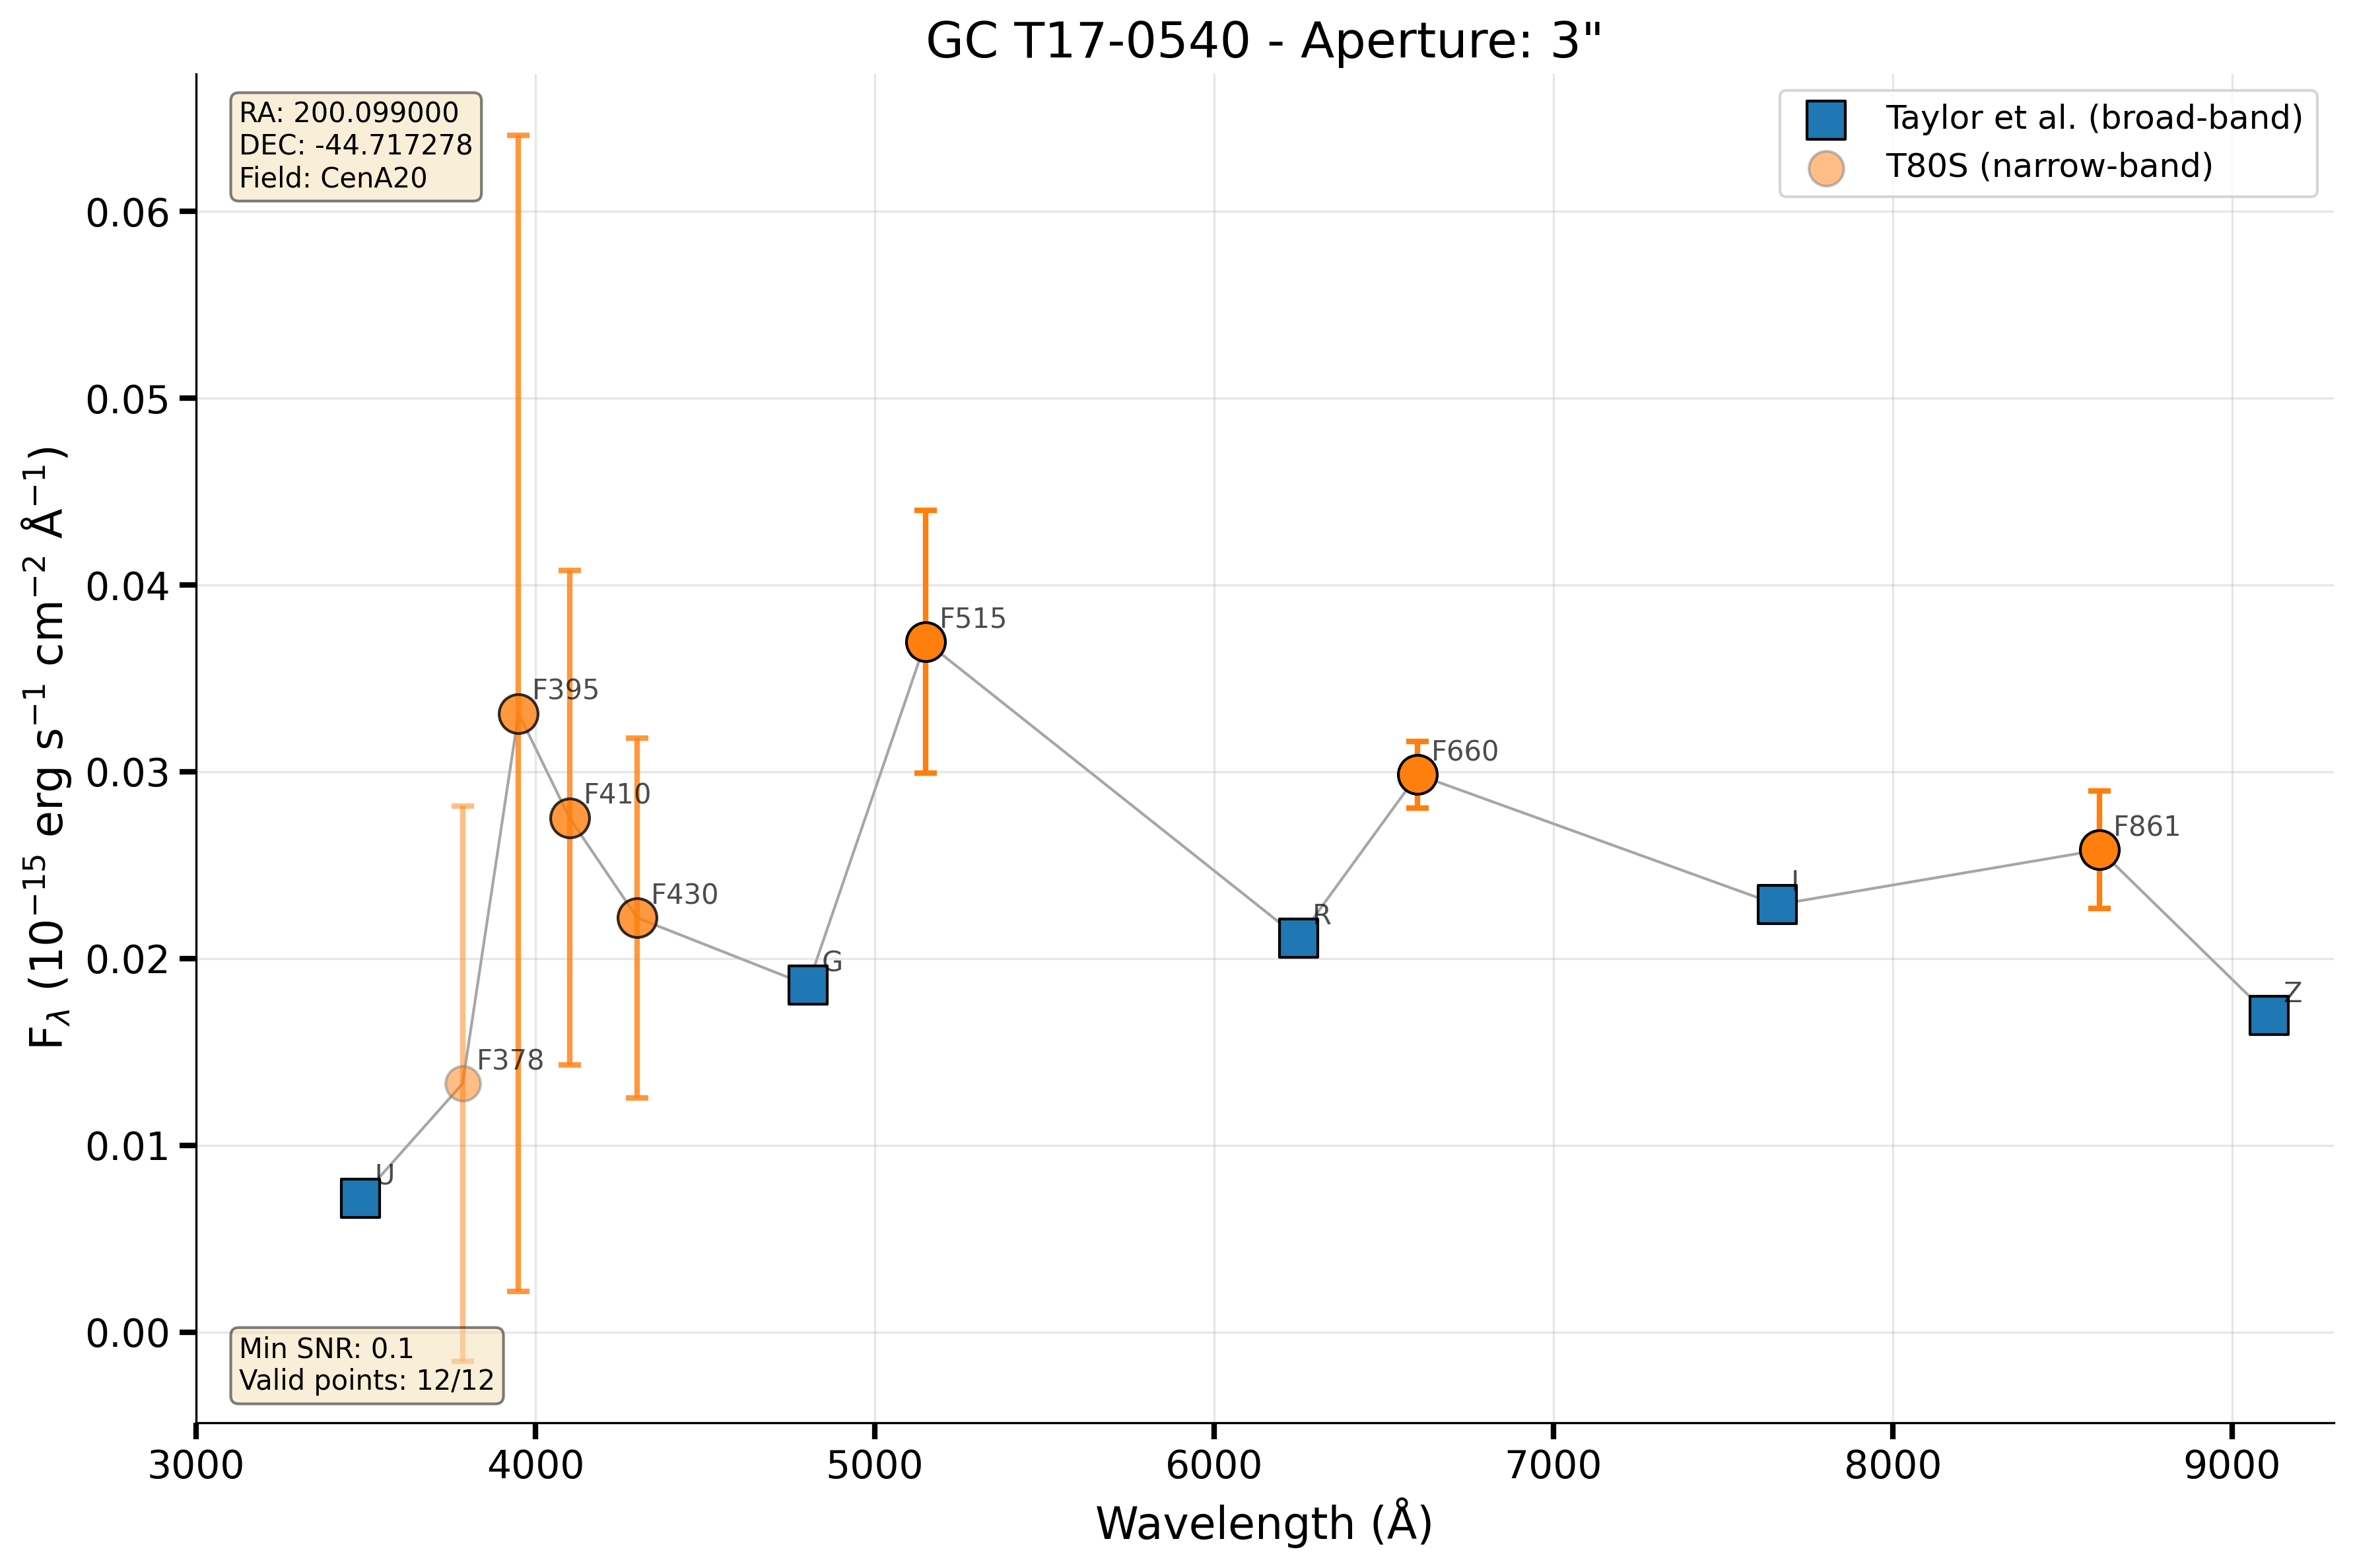 GC T17-0540 - Aperture: 3"
RA: 200.099000
DEC: -44.717278
Field: CenA20
Taylor et al. (broad-band)
T80S (narrow-band)
F_λ (10⁻¹⁵ erg s⁻¹ cm⁻² Å⁻¹)
0.06
0.05
0.04
0.03
0.02
0.01
0.00
U
F378
F395
F410
F430
G
F515
R
F660
I
F861
Z
Min SNR: 0.1
Valid points: 12/12
3000 4000 5000 6000 7000 8000 9000
Wavelength (Å)